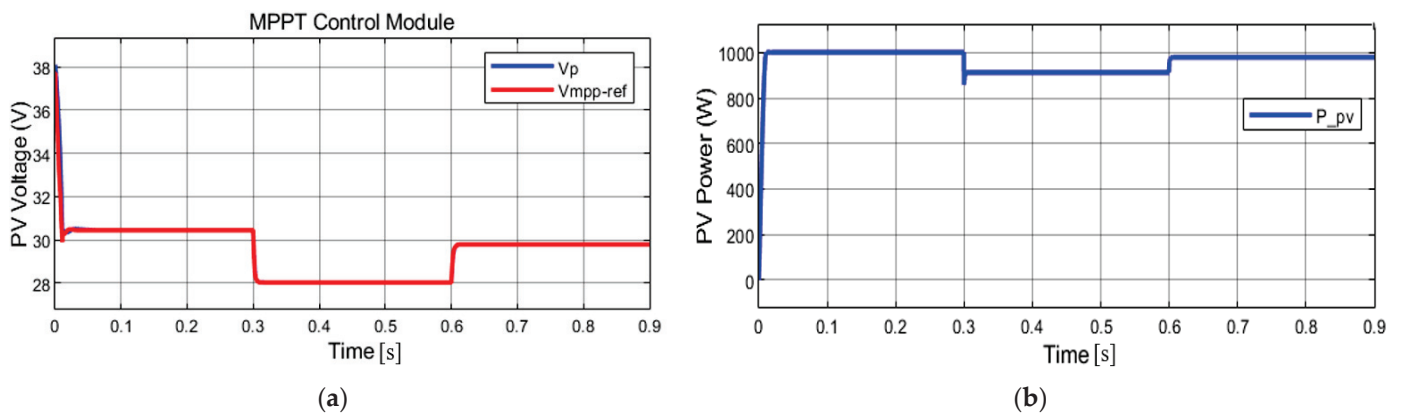 MPPT Control Module
PV Voltage (V)
38
36
34
32
30
28
Vp
Vmpp-ref
0 0.1 0.2 0.3 0.4 0.5 0.6 0.7 0.8 0.9
Time [s]
(a)
PV Power (W)
1000
800
600
400
200
0
P_pv
0 0.1 0.2 0.3 0.4 0.5 0.6 0.7 0.8 0.9
Time [s]
(b)